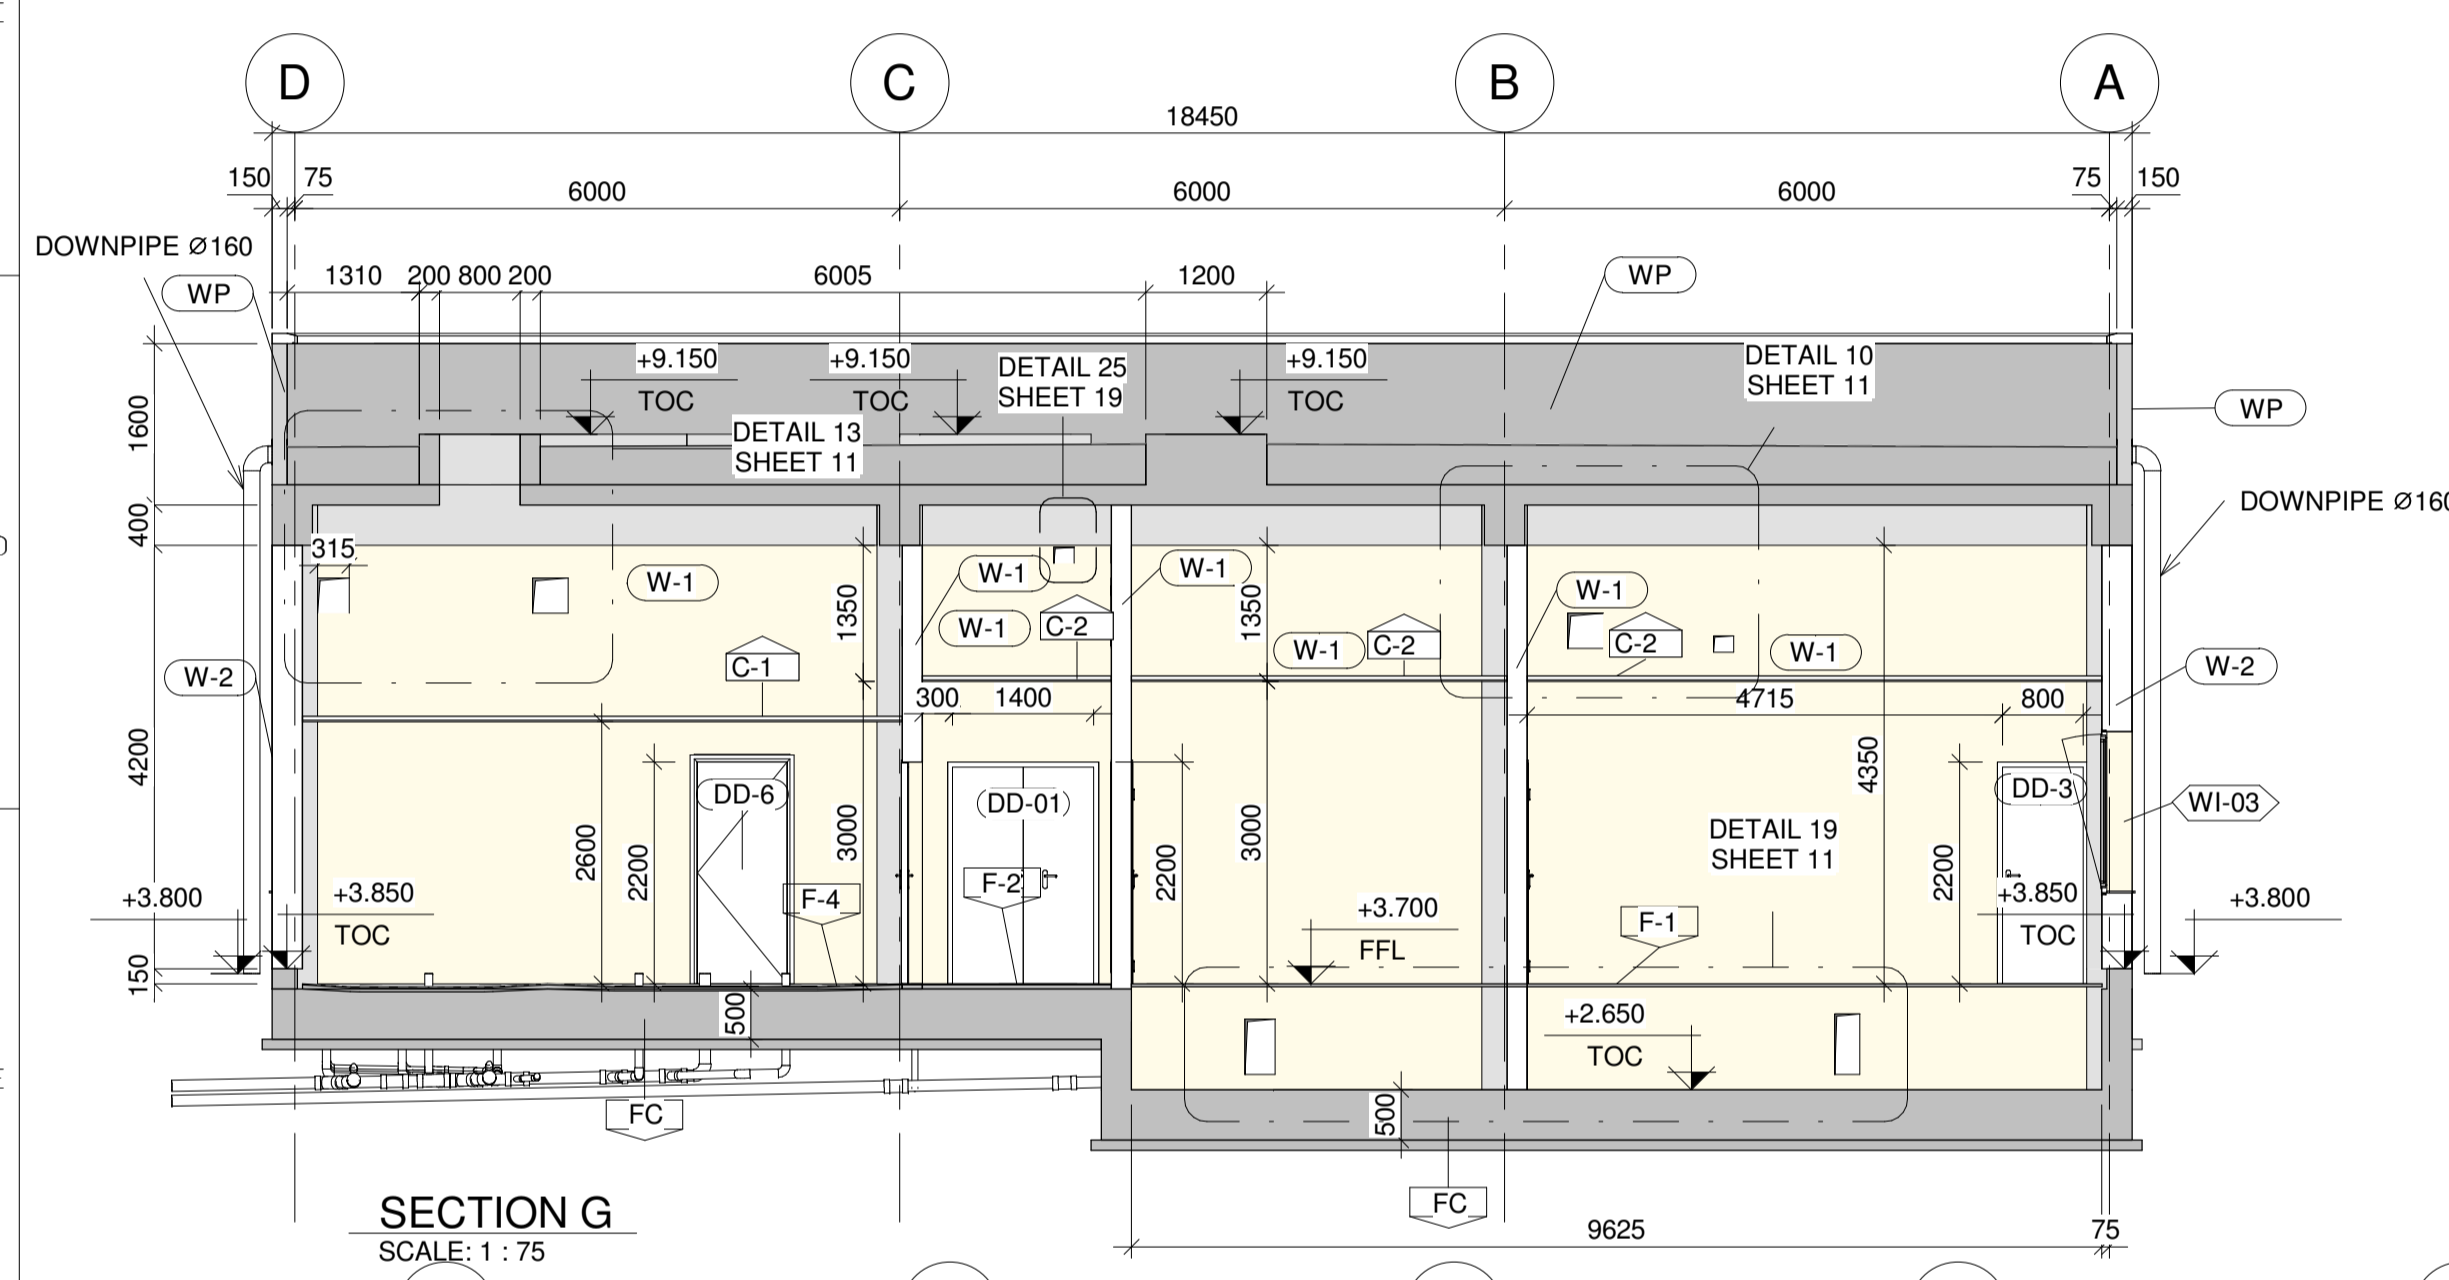 D
C
B
A
18450
150
75
6000
6000
6000
75
150
DOWNPIPE ⌀160
WP
1310
200
800
200
6005
1200
WP
+9.150
TOC
+9.150
TOC
DETAIL 25
SHEET 19
+9.150
TOC
DETAIL 10
SHEET 11
WP
1600
DETAIL 13
SHEET 11
400
DOWNPIPE ⌀160
315
W-1
1350
W-1
W-1
C-2
W-1
1350
W-1
C-2
W-1
C-2
W-1
W-2
C-1
W-2
300
1400
4715
800
4200
2600
2200
DD-6
3000
DD-01
2200
3000
4350
DETAIL 19
SHEET 11
2200
DD-3
WI-03
+3.800
+3.850
TOC
F-4
F-2
+3.700
FFL
F-1
+3.850
TOC
+3.800
150
500
+2.650
TOC
FC
500
FC
SECTION G
SCALE: 1 : 75
9625
75